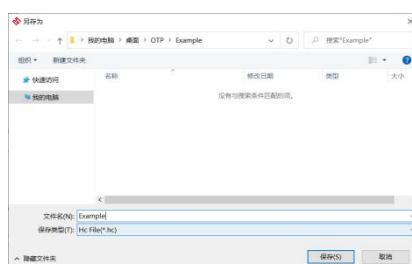 另存为
我的电脑 > 桌面 > OTP > Example
搜索"Example"
组织 新建文件夹
名称 修改日期 类型 大小
快速访问
我的电脑
没有与搜索条件匹配的项。
文件名(N): Example
保存类型(T): Hc File(*.hc)
隐藏文件夹 保存(S) 取消